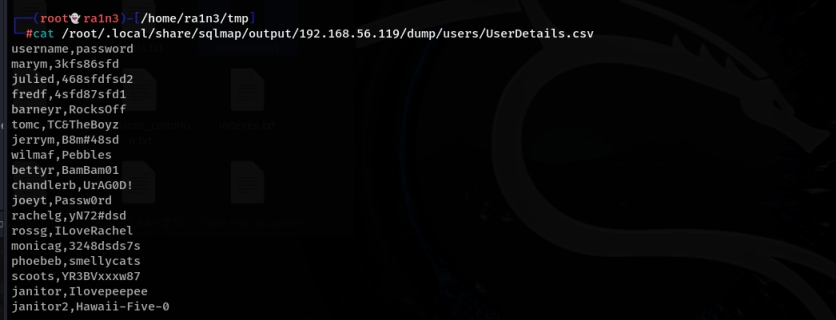 (root👻ra1n3)-[/home/ra1n3/tmp]
#cat /root/.local/share/sqlmap/output/192.168.56.119/dump/users/UserDetails.csv
username,password
marym,3kfs86sfd
julied,468sfdfsd2
fredf,4sfd87sfd1
barneyr,RocksOff
tomc,TC&TheBoyz
jerrym,B8m#48sd
wilmaf,Pebbles
bettyr,BamBam01
chandlerb,UrAG0D!
joeyt,Passw0rd
rachelg,yN72#dsd
rossg,ILoveRachel
monicag,3248dsds7s
phoebeb,smellycats
scoots,YR3BVxxxw87
janitor,Ilovepeepee
janitor2,Hawaii-Five-0